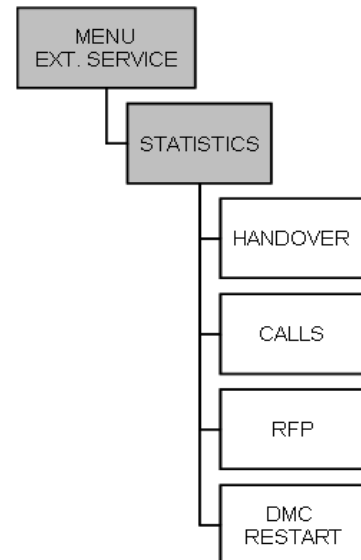 MENU
EXT. SERVICE
STATISTICS
HANDOVER
CALLS
RFP
DMC
RESTART